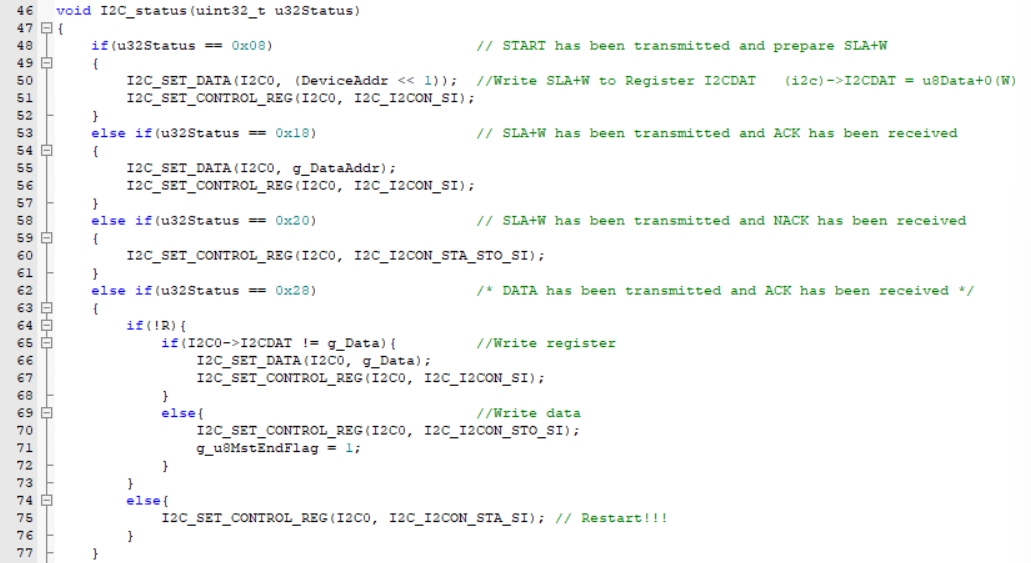 46 void I2C_status(uint32_t u32Status)
47 {
48 if(u32Status == 0x08) // START has been transmitted and prepare SLA+W
49 {
50 I2C_SET_DATA(I2C0, (DeviceAddr << 1)); //Write SLA+W to Register I2CDAT (i2c)->I2CDAT = u8Data+0(W)
51 I2C_SET_CONTROL_REG(I2C0, I2C_I2CON_SI);
52 }
53 else if(u32Status == 0x18) // SLA+W has been transmitted and ACK has been received
54 {
55 I2C_SET_DATA(I2C0, g_DataAddr);
56 I2C_SET_CONTROL_REG(I2C0, I2C_I2CON_SI);
57 }
58 else if(u32Status == 0x20) // SLA+W has been transmitted and NACK has been received
59 {
60 I2C_SET_CONTROL_REG(I2C0, I2C_I2CON_STA_STO_SI);
61 }
62 else if(u32Status == 0x28) /* DATA has been transmitted and ACK has been received */
63 {
64 if(!R){
65 if(I2C0->I2CDAT != g_Data){ //Write register
66 I2C_SET_DATA(I2C0, g_Data);
67 I2C_SET_CONTROL_REG(I2C0, I2C_I2CON_SI);
68 }
69 else{ //Write data
70 I2C_SET_CONTROL_REG(I2C0, I2C_I2CON_STO_SI);
71 g_u8MstEndFlag = 1;
72 }
73 }
74 else{
75 I2C_SET_CONTROL_REG(I2C0, I2C_I2CON_STA_SI); // Restart!!!
76 }
77 }